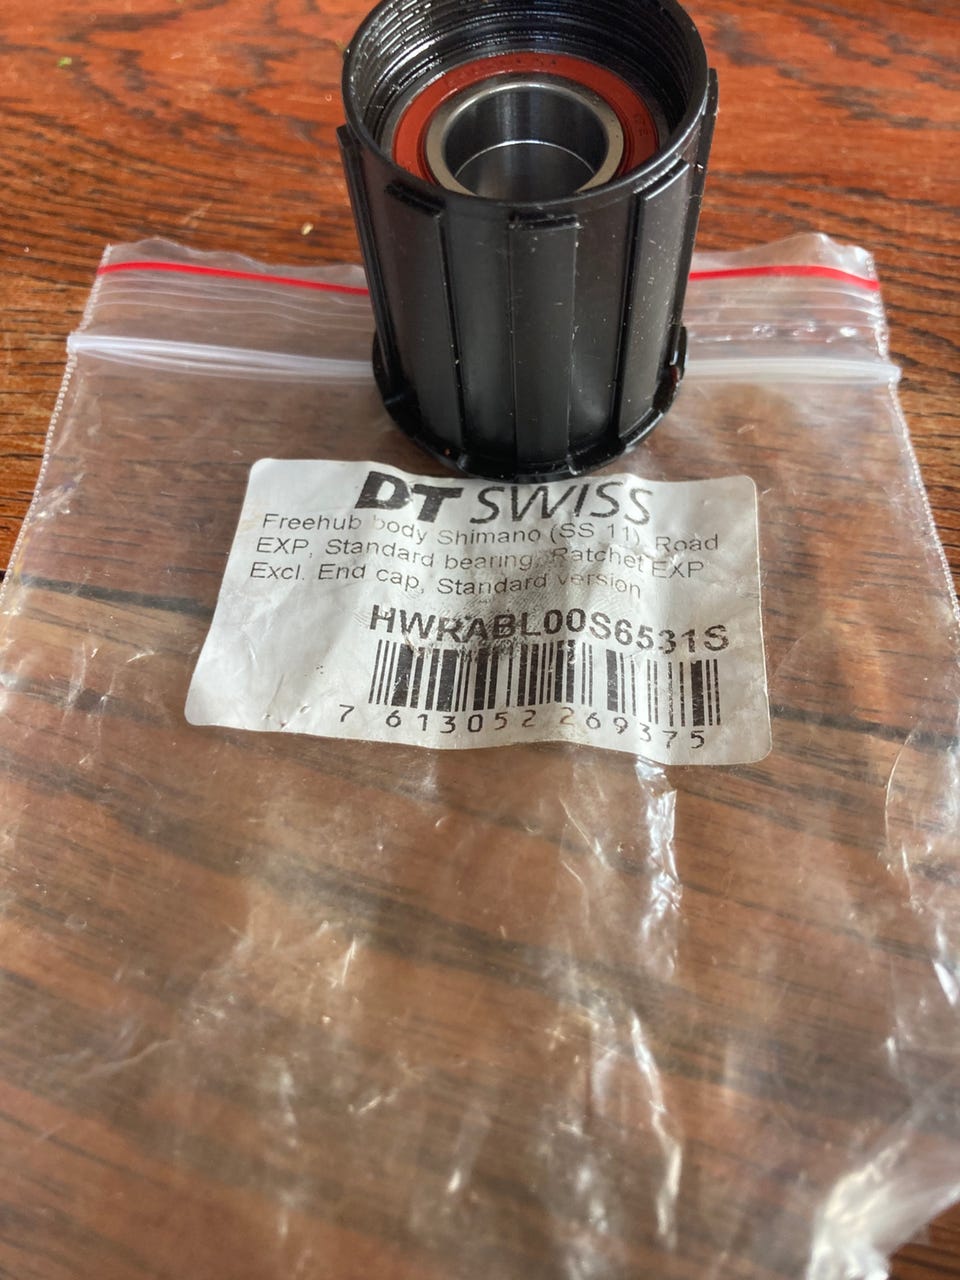 DT SWISS
Freehub body Shimano (SS 11), Road
EXP, Standard bearing, Ratchet EXP
Excl. End cap, Standard version
HWRABL00S6531S
7 613052 269375